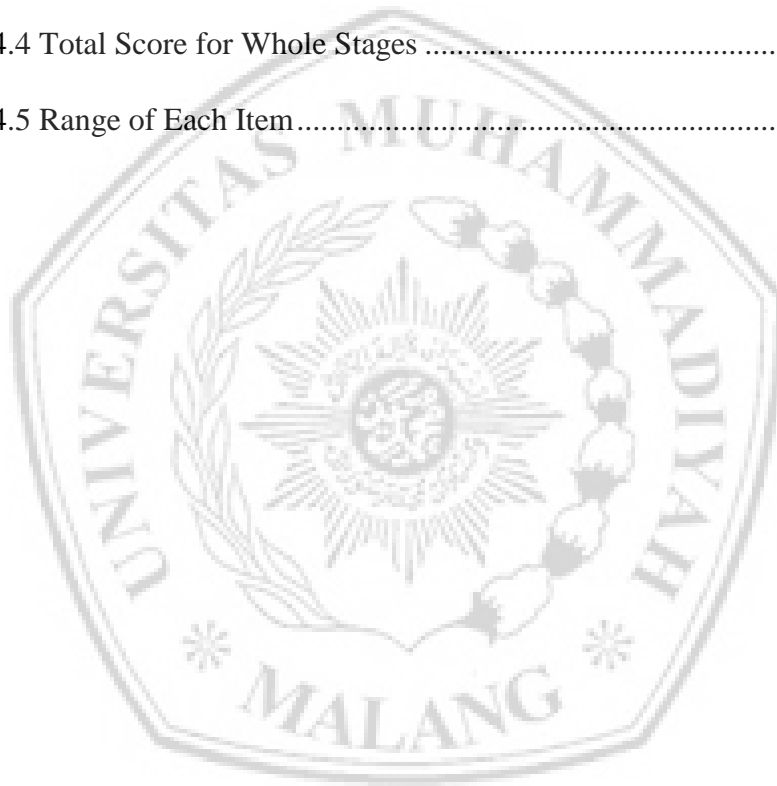 4.4 Total Score for Whole Stages ..........................................
4.5 Range of Each Item..........................................................
UNIVERSITAS MUHAMMADIYAH
MALANG